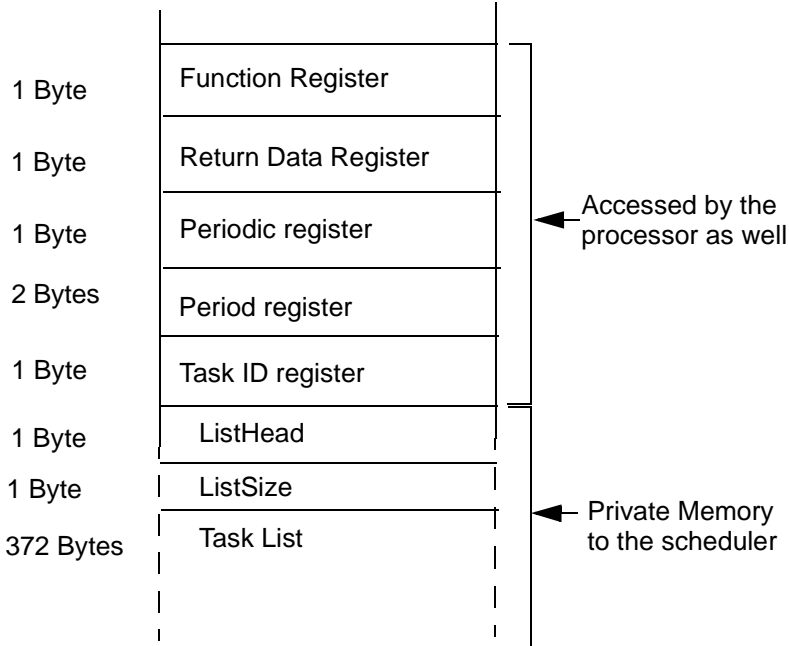 1 Byte
Function Register
1 Byte
Return Data Register
1 Byte
Periodic register
Accessed by the
processor as well
2 Bytes
Period register
1 Byte
Task ID register
1 Byte
ListHead
1 Byte
ListSize
372 Bytes
Task List
Private Memory
to the scheduler